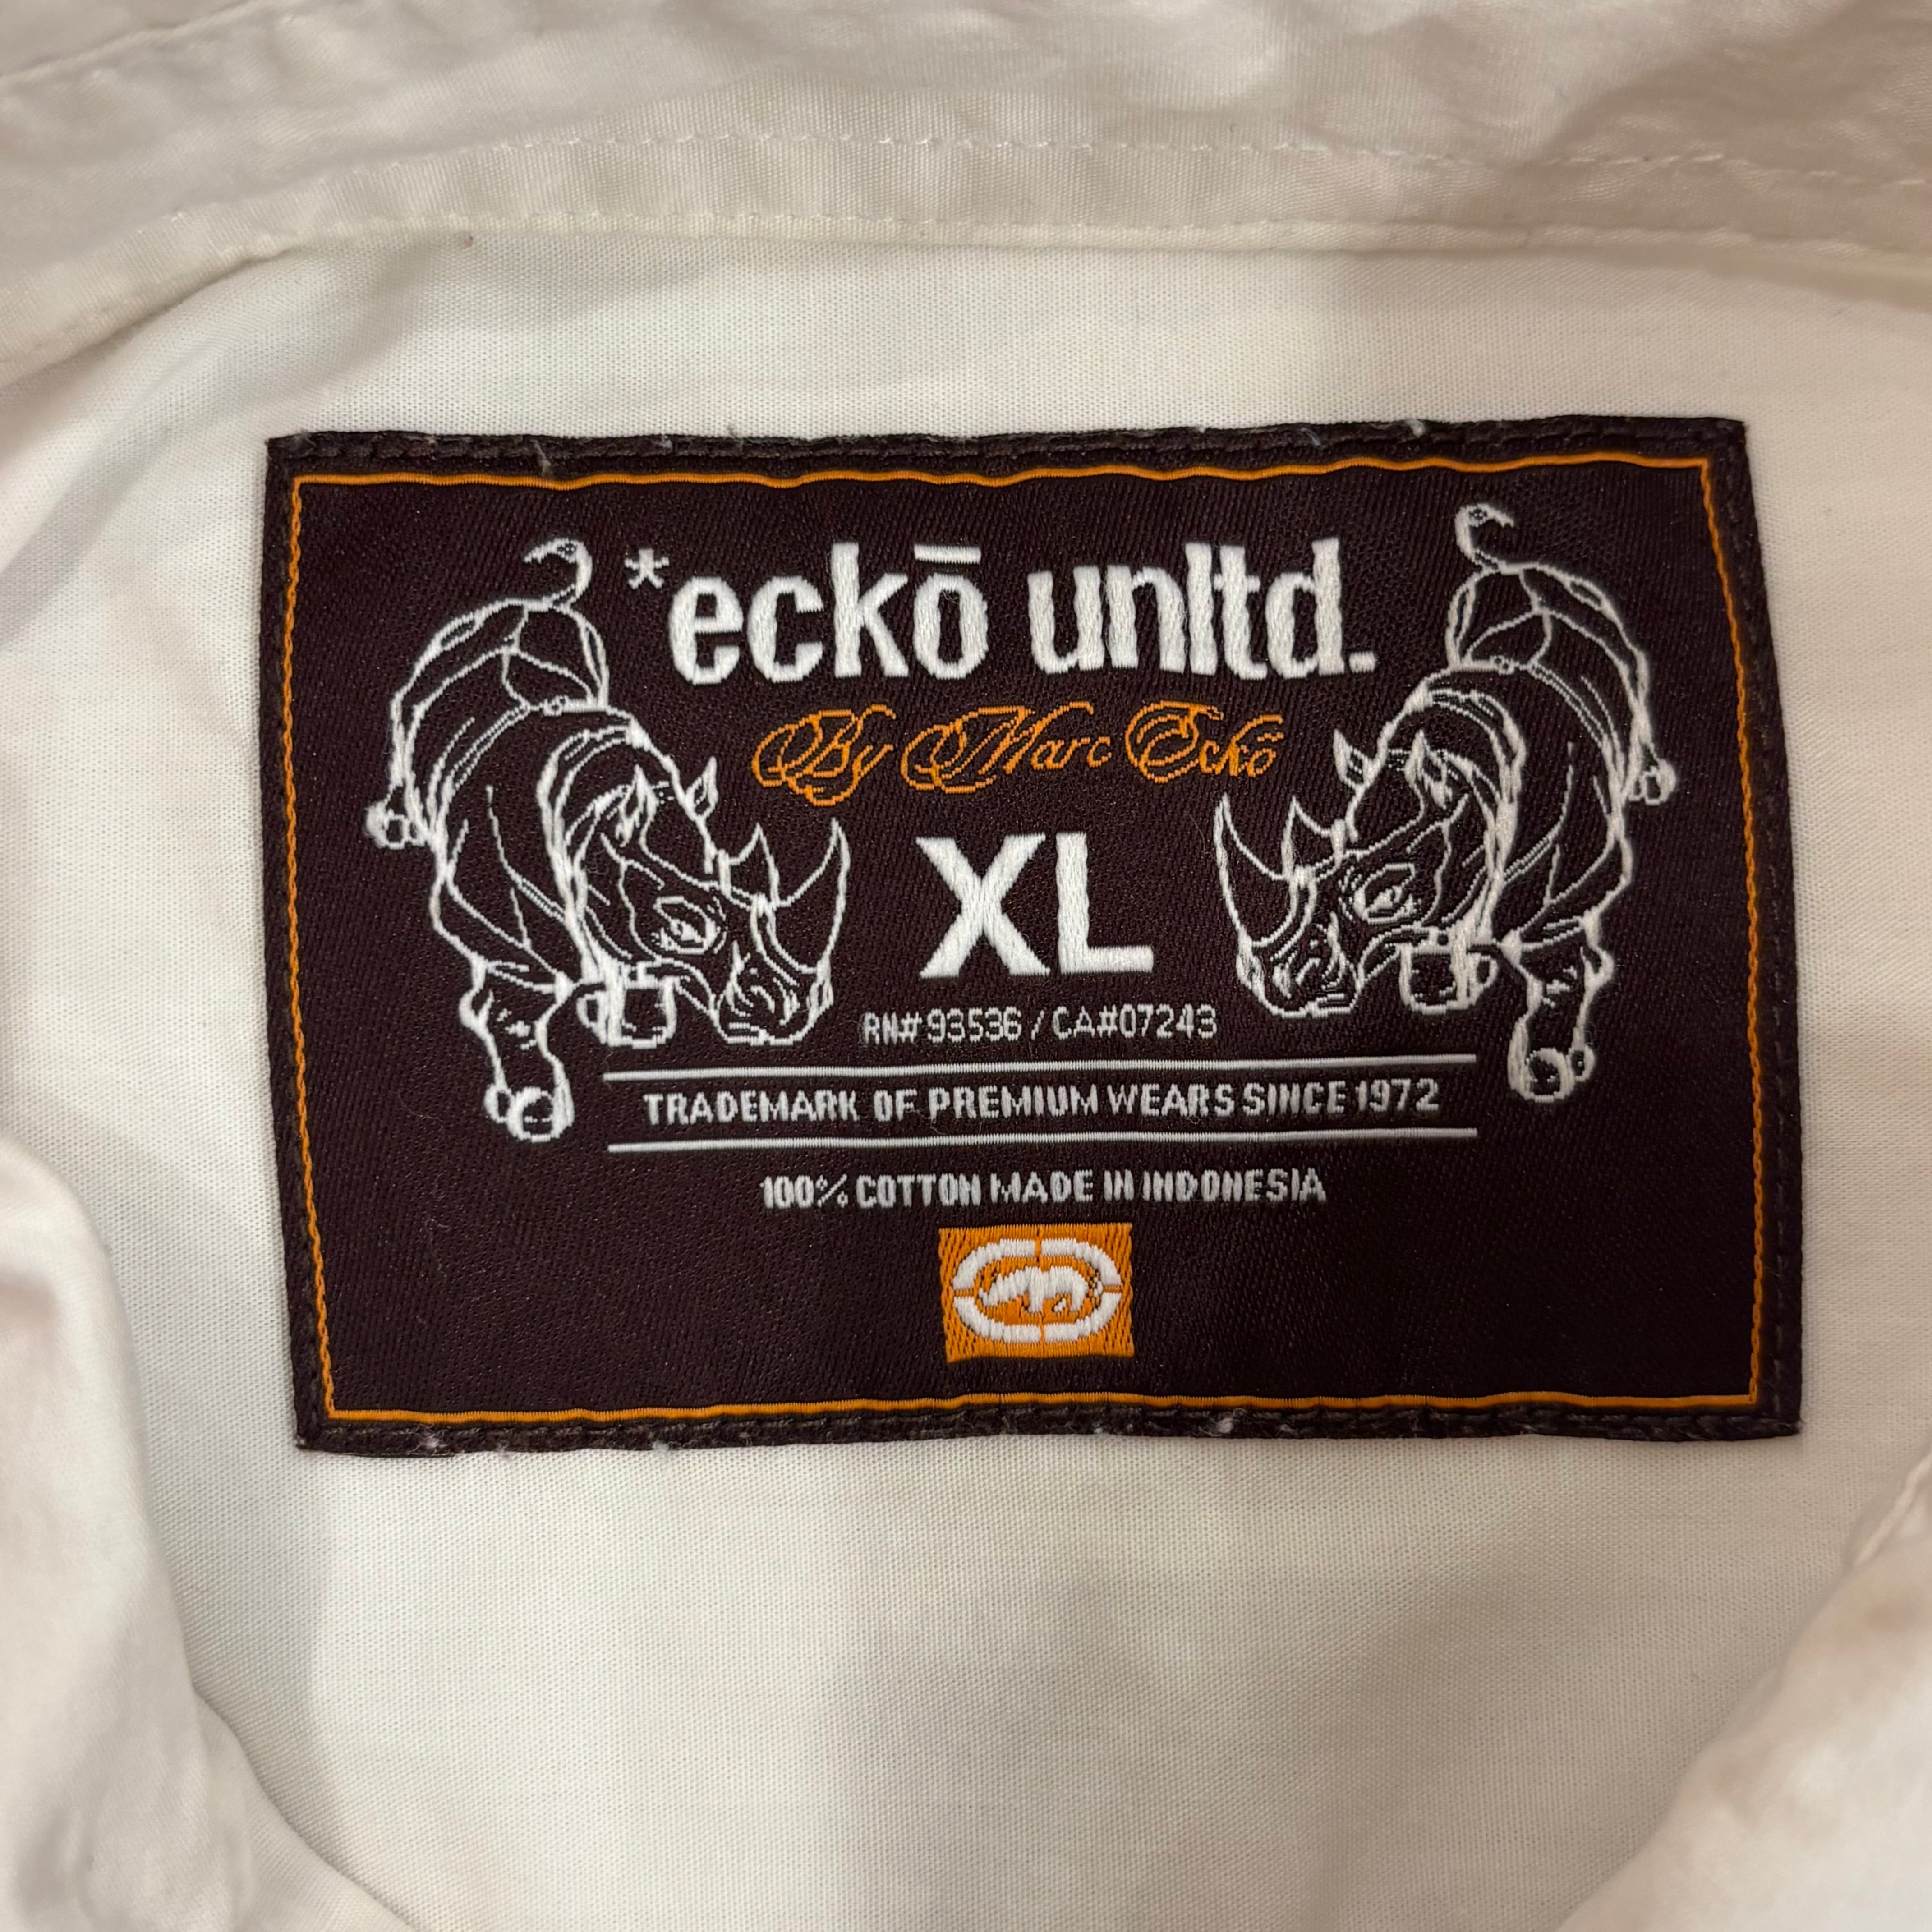 *eckō unltd.
By Marc Eckō
XL
RN# 93536 / CA#07243
TRADEMARK OF PREMIUM WEARS SINCE 1972
100% COTTON MADE IN INDONESIA